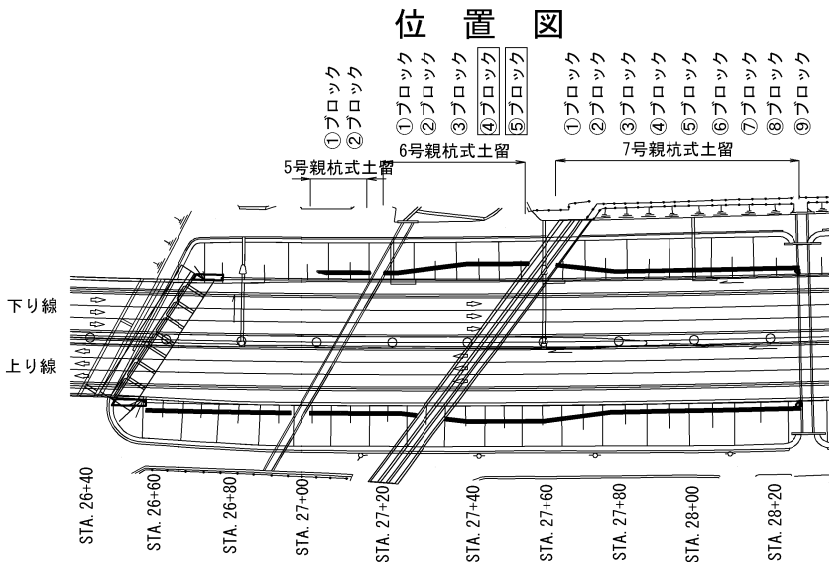 位置図
①ブロック
②ブロック
①ブロック
②ブロック
③ブロック
④ブロック
⑤ブロック
①ブロック
②ブロック
③ブロック
④ブロック
⑤ブロック
⑥ブロック
⑦ブロック
⑧ブロック
⑨ブロック
5号親杭式土留
6号親杭式土留
7号親杭式土留
下り線
上り線
STA. 26+40
STA. 26+60
STA. 26+80
STA. 27+00
STA. 27+20
STA. 27+40
STA. 27+60
STA. 27+80
STA. 28+00
STA. 28+20